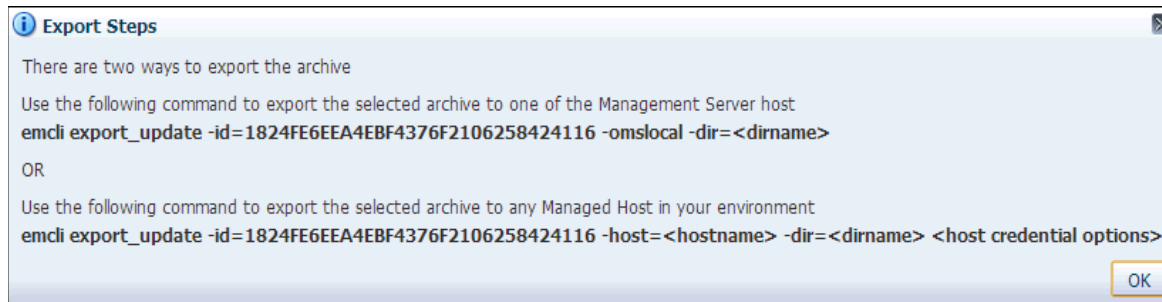 Export Steps
There are two ways to export the archive
Use the following command to export the selected archive to one of the Management Server host
emcli export_update -id=1824FE6EEA4EBF4376F2106258424116 -omslocal -dir=<dirname>
OR
Use the following command to export the selected archive to any Managed Host in your environment
emcli export_update -id=1824FE6EEA4EBF4376F2106258424116 -host=<hostname> -dir=<dirname> <host credential options>
OK